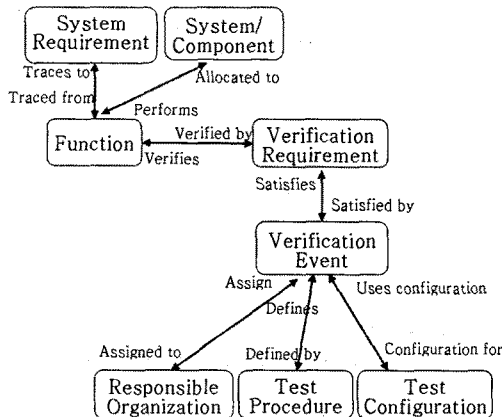 System
Requirement
System/
Component
Traces to
Allocated to
Traced from
Performs
Function
Verified by
Verifies
Verification
Requirement
Satisfies
Satisfied by
Verification
Event
Assign
Uses configuration
Defines
Assigned to
Defined by
Configuration for
Responsible
Organization
Test
Procedure
Test
Configuration